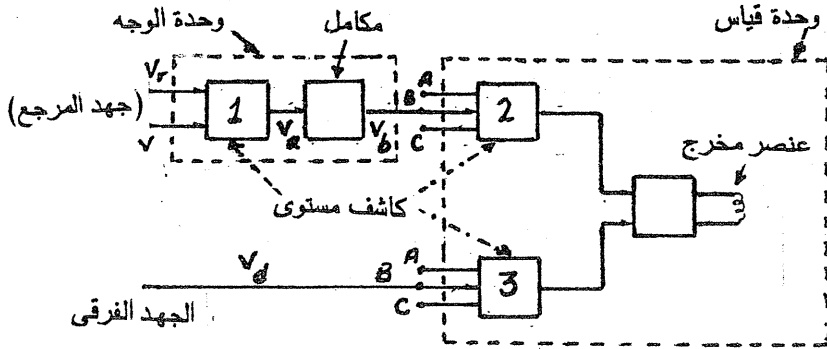 وحدة قياس
وحدة الوجه
مكامل
Vr
(جهد المرجع)
V
1
Va
Vb
A
B
C
2
عنصر مخرج
كاشف مستوى
Vd
A
B
C
3
الجهد الفرقى